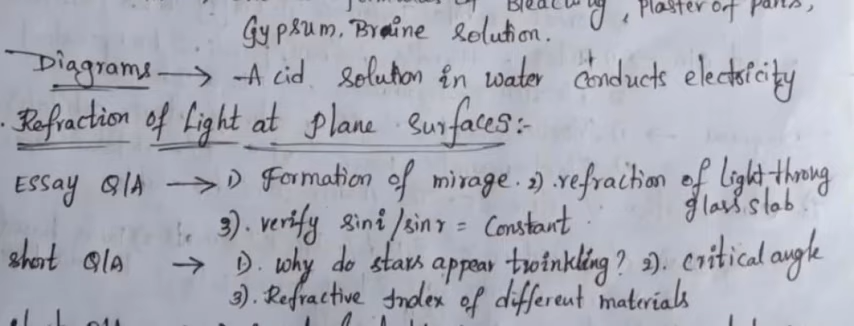 Bleaching, Plaster of paris,
Gypsum, Braine Solution.
Diagrams → Acid solution in water conducts electricity
Refraction of Light at plane surfaces:-
ESSAY Q/A → 1) Formation of mirage. 2). refraction of light throug
glass slab.
3). verify sini/sinr = Constant
short Q/A → 1). why do stars appear twinkling? 2). critical angle
3). Refractive Index of different materials